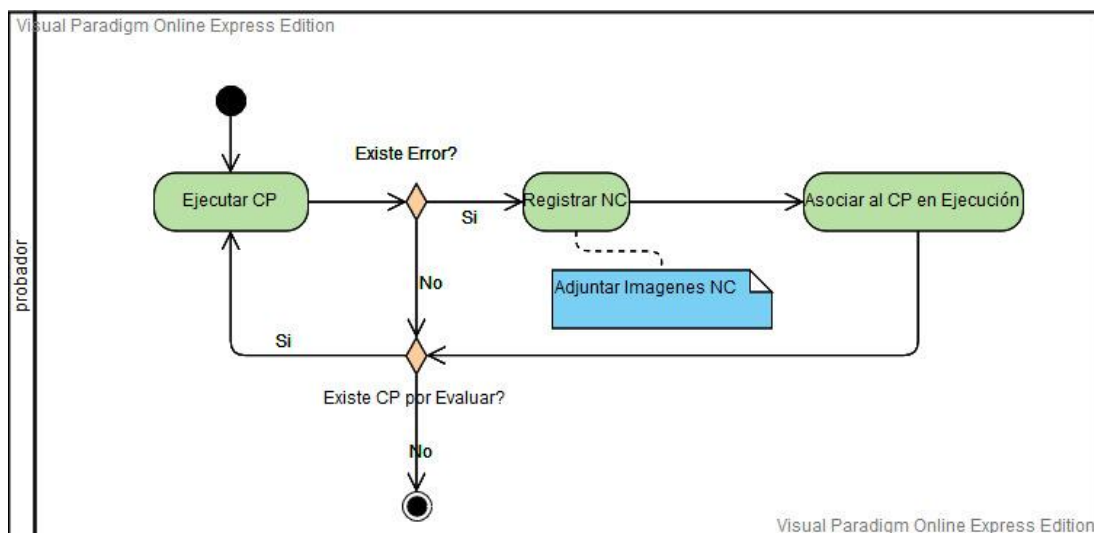 Visual Paradigm Online Express Edition
probador
Existe Error?
Ejecutar CP
Si
Registrar NC
Asociar al CP en Ejecución
No
Adjuntar Imagenes NC
Si
Existe CP por Evaluar?
No
Visual Paradigm Online Express Edition